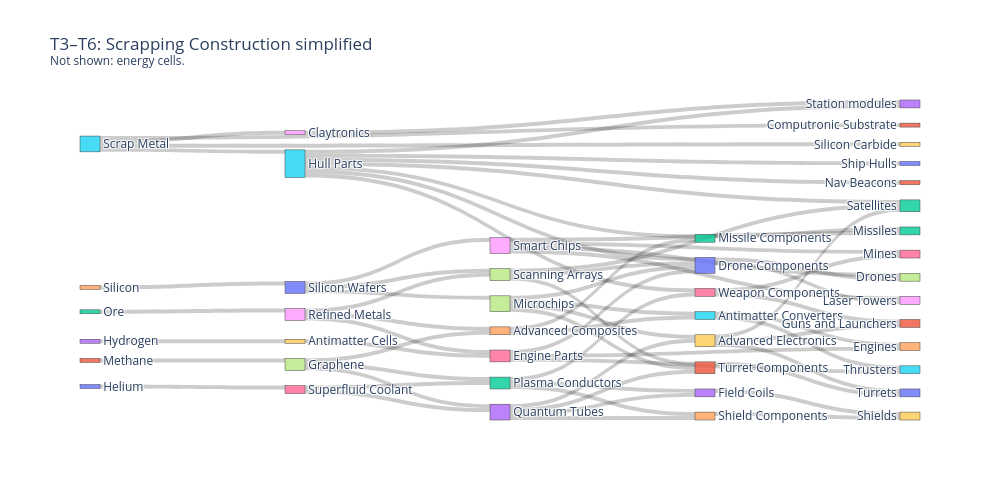 T3–T6: Scrapping Construction simplified
Not shown: energy cells.
Scrap Metal
Silicon
Ore
Hydrogen
Methane
Helium
Claytronics
Hull Parts
Silicon Wafers
Refined Metals
Antimatter Cells
Graphene
Superfluid Coolant
Smart Chips
Scanning Arrays
Microchips
Advanced Composites
Engine Parts
Plasma Conductors
Quantum Tubes
Missile Components
Drone Components
Weapon Components
Antimatter Converters
Advanced Electronics
Turret Components
Field Coils
Shield Components
Station modules
Computronic Substrate
Silicon Carbide
Ship Hulls
Nav Beacons
Satellites
Missiles
Mines
Drones
Laser Towers
Guns and Launchers
Engines
Thrusters
Turrets
Shields